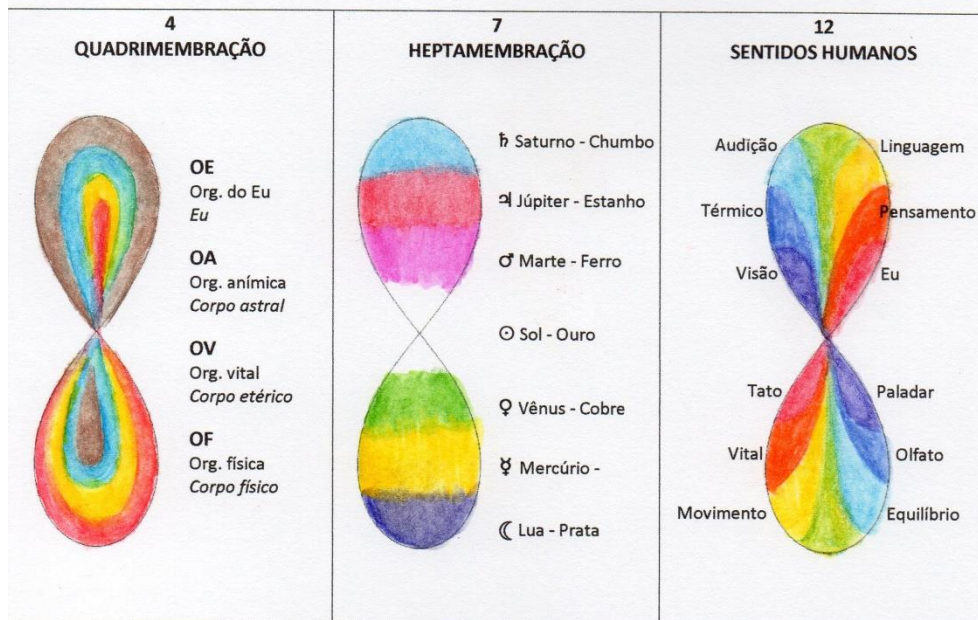 4
QUADRIMEMBRAÇÃO
OE
Org. do Eu
Eu
OA
Org. anímica
Corpo astral
OV
Org. vital
Corpo etérico
OF
Org. física
Corpo físico
7
HEPTAMEMBRAÇÃO
♄ Saturno - Chumbo
♃ Júpiter - Estanho
♂ Marte - Ferro
☉ Sol - Ouro
♀ Vênus - Cobre
☿ Mercúrio -
☾ Lua - Prata
12
SENTIDOS HUMANOS
Audição Linguagem
Térmico Pensamento
Visão Eu
Tato Paladar
Vital Olfato
Movimento Equilíbrio